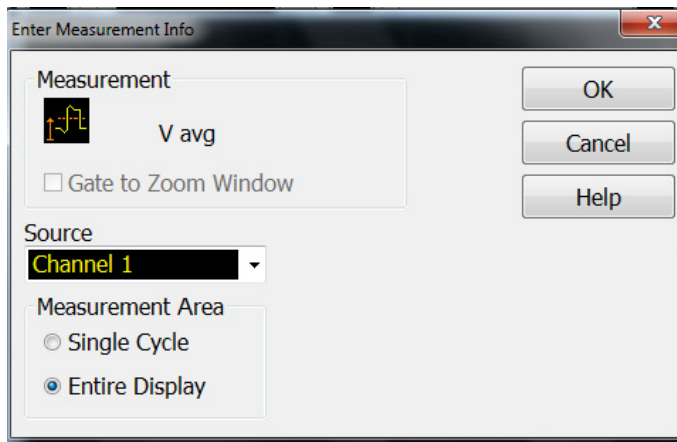 Enter Measurement Info
Measurement
V avg
Gate to Zoom Window
OK
Cancel
Help
Source
Channel 1
Measurement Area
Single Cycle
Entire Display